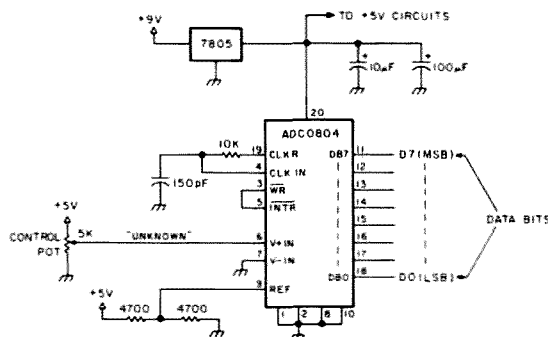 +9V
7805
TO +5V CIRCUITS
+
10µF
+
100µF
20
ADC0804
10K
19 CLKR DB7 11 D7(MSB)
4 CLK IN 12
150pF
3 WR 13
5 INTR 14
15
+5V
5K
CONTROL POT
"UNKNOWN"
6 V+IN 16
7 V-IN 17
DB0 18 D0(LSB)
DATA BITS
9 REF
+5V
4700 4700
1 2 8 10